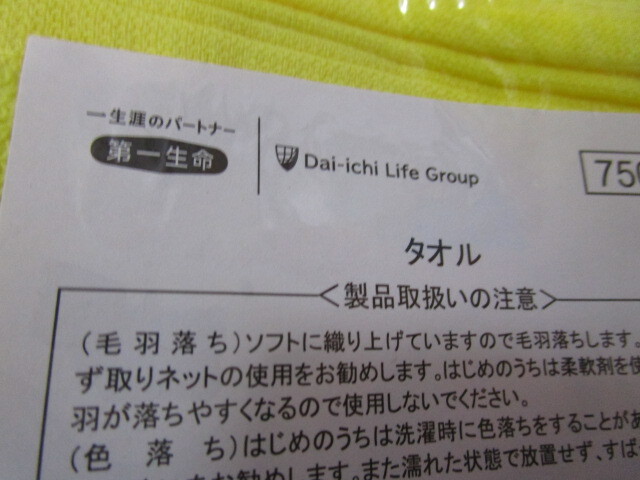 一生涯のパートナー
第一生命
Dai-ichi Life Group
750
タオル
<製品取扱いの注意>
(毛羽落ち)ソフトに織り上げていますので毛羽落ちします。
ず取りネットの使用をお勧めします。はじめのうちは柔軟剤を使
羽が落ちやすくなるので使用しないでください。
(色落ち)はじめのうちは洗濯時に色落ちをすることがあ
をお勧めします。また濡れた状態で放置せず、すば